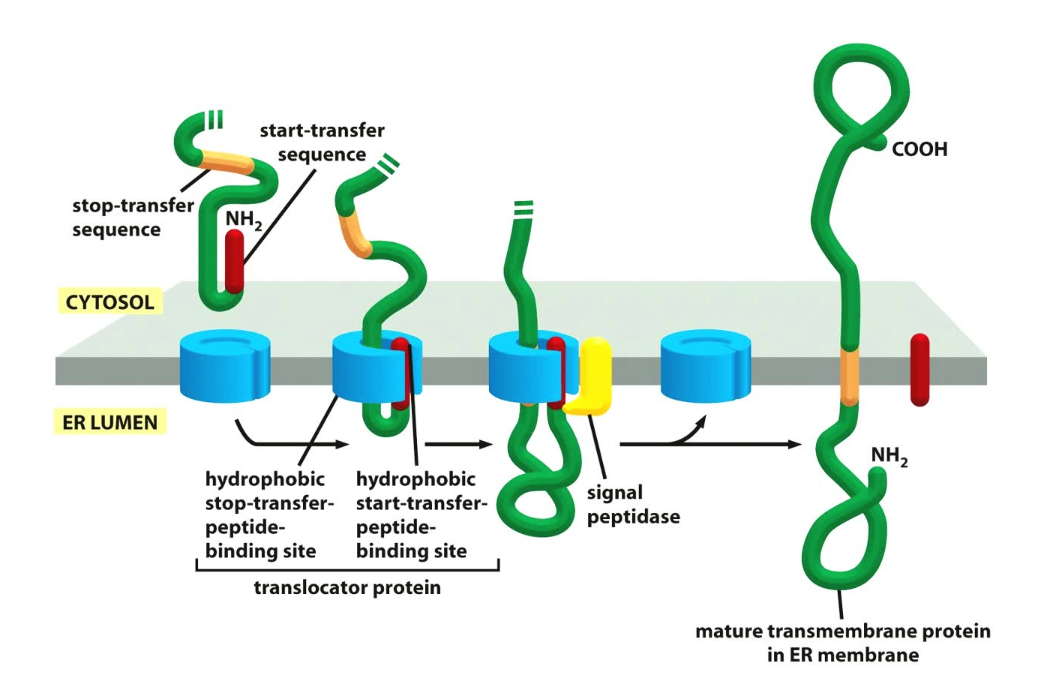 start-transfer
sequence
COOH
stop-transfer
sequence
NH2
CYTOSOL
ER LUMEN
NH2
hydrophobic
stop-transfer-
peptide-
binding site
hydrophobic
start-transfer-
peptide-
binding site
signal
peptidase
translocator protein
mature transmembrane protein
in ER membrane